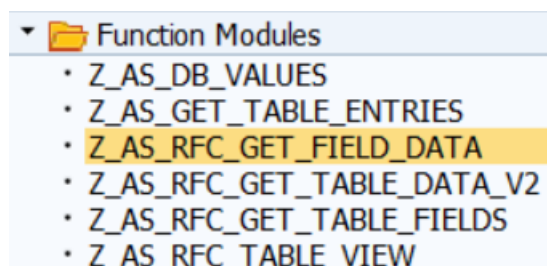 Function Modules
Z_AS_DB_VALUES
Z_AS_GET_TABLE_ENTRIES
Z_AS_RFC_GET_FIELD_DATA
Z_AS_RFC_GET_TABLE_DATA_V2
Z_AS_RFC_GET_TABLE_FIELDS
Z_AS_RFC_TABLE_VIEW